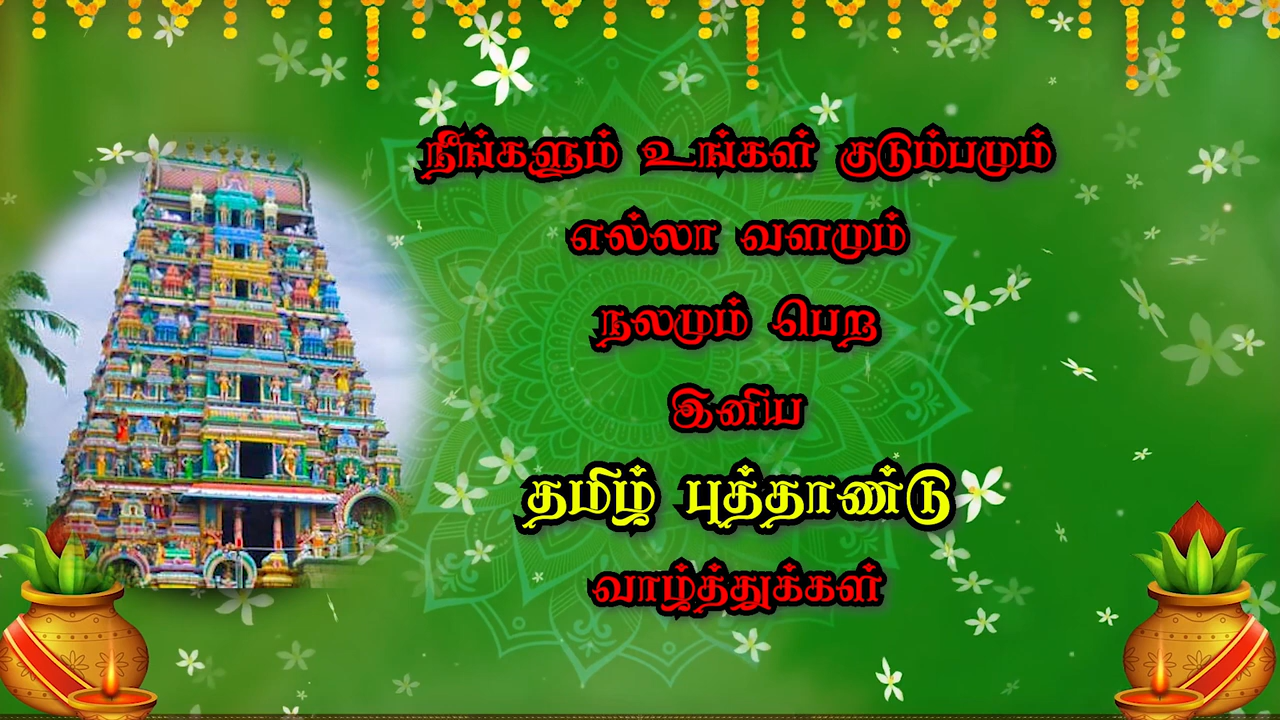 நீங்களும் உங்கள் குடும்பமும்
எல்லா வளமும்
நலமும் பெற
இனிய
தமிழ் புத்தாண்டு
வாழ்த்துக்கள்